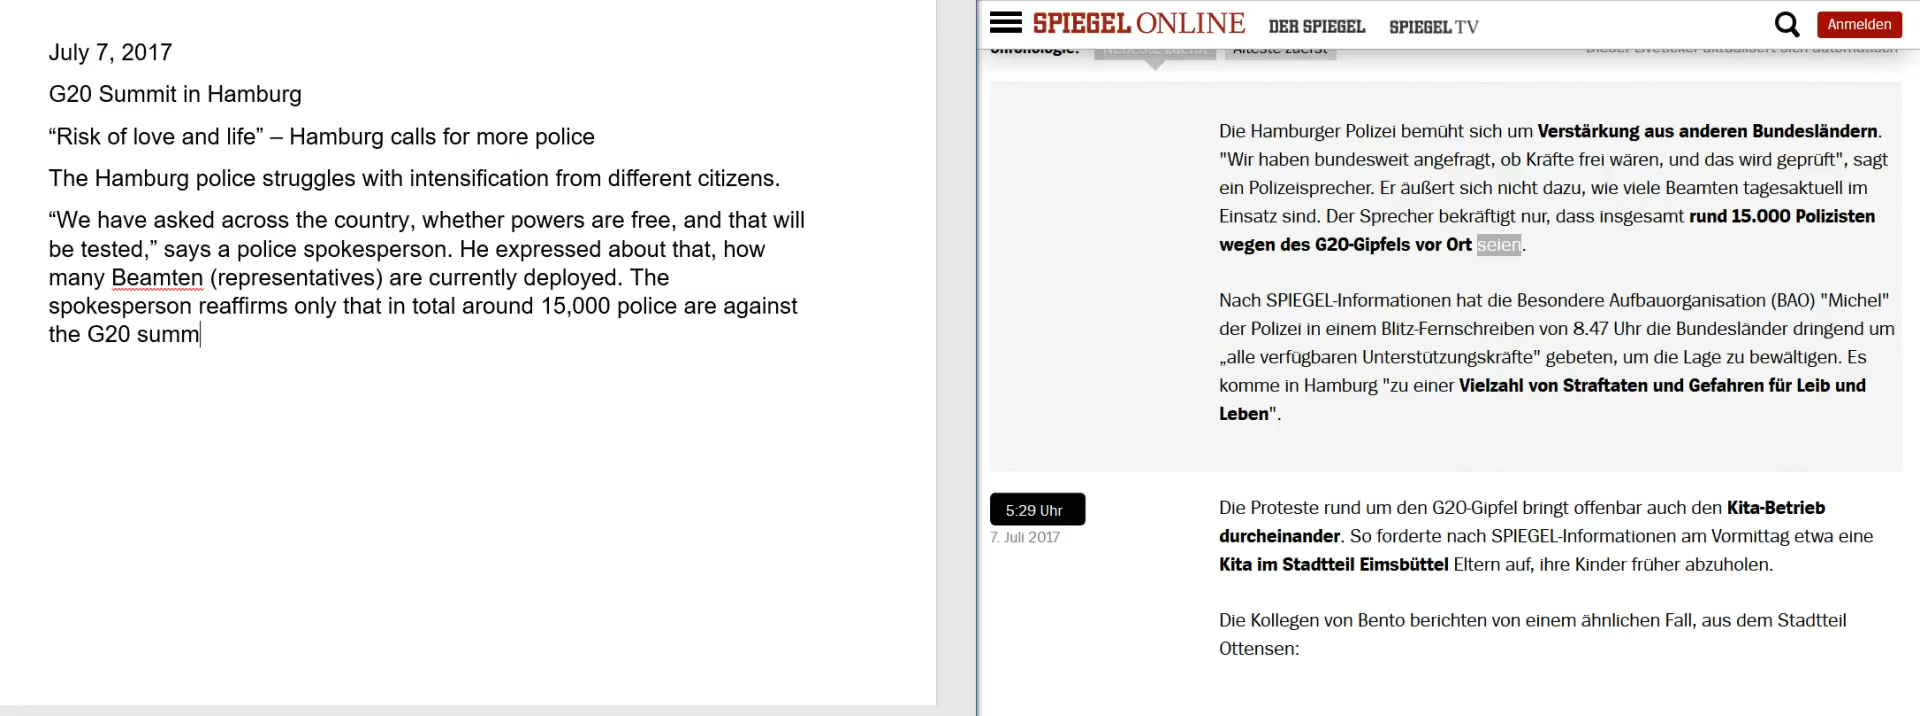 July 7, 2017
G20 Summit in Hamburg
“Risk of love and life” – Hamburg calls for more police
The Hamburg police struggles with intensification from different citizens.
“We have asked across the country, whether powers are free, and that will
be tested,” says a police spokesperson. He expressed about that, how
many Beamten (representatives) are currently deployed. The
spokesperson reaffirms only that in total around 15,000 police are against
the G20 summ
SPIEGEL ONLINE DER SPIEGEL SPIEGEL TV Anmelden
Chronologie: Neueste zuerst Älteste zuerst Dieser Liveticker aktualisiert sich automatisch
Die Hamburger Polizei bemüht sich um Verstärkung aus anderen Bundesländern.
"Wir haben bundesweit angefragt, ob Kräfte frei wären, und das wird geprüft", sagt
ein Polizeisprecher. Er äußert sich nicht dazu, wie viele Beamten tagesaktuell im
Einsatz sind. Der Sprecher bekräftigt nur, dass insgesamt rund 15.000 Polizisten
wegen des G20-Gipfels vor Ort seien.
Nach SPIEGEL-Informationen hat die Besondere Aufbauorganisation (BAO) "Michel"
der Polizei in einem Blitz-Fernschreiben von 8.47 Uhr die Bundesländer dringend um
„alle verfügbaren Unterstützungskräfte" gebeten, um die Lage zu bewältigen. Es
komme in Hamburg "zu einer Vielzahl von Straftaten und Gefahren für Leib und
Leben".
5:29 Uhr
7. Juli 2017
Die Proteste rund um den G20-Gipfel bringt offenbar auch den Kita-Betrieb
durcheinander. So forderte nach SPIEGEL-Informationen am Vormittag etwa eine
Kita im Stadtteil Eimsbüttel Eltern auf, ihre Kinder früher abzuholen.
Die Kollegen von Bento berichten von einem ähnlichen Fall, aus dem Stadtteil
Ottensen: